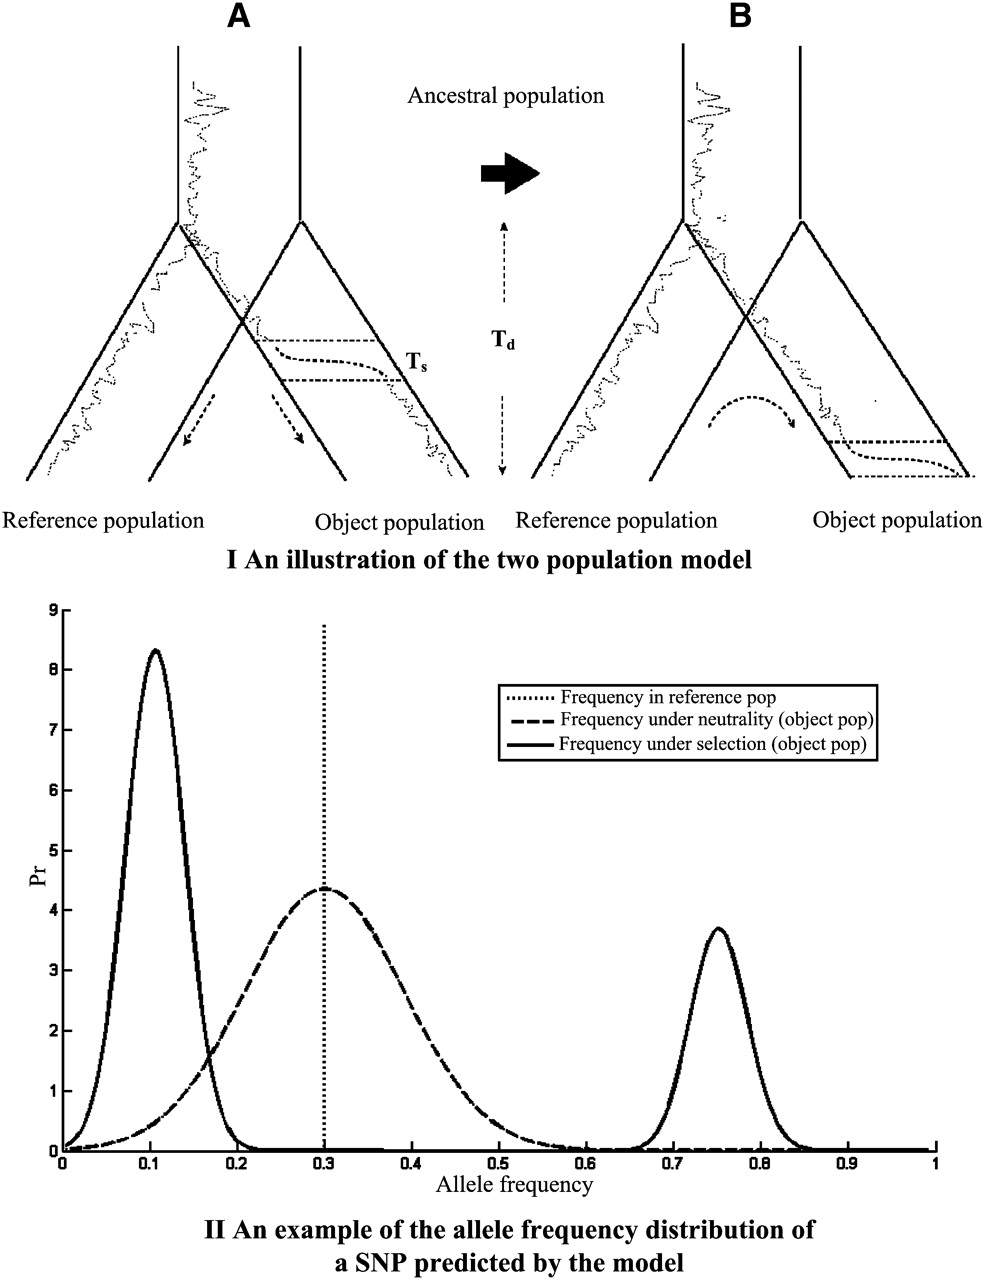 A
B
Ancestral population
Ts
Td
Reference population
Object population
Reference population
Object population
I An illustration of the two population model
9
8
7
6
5
4
3
2
1
0
Pr
Frequency in reference pop
Frequency under neutrality (object pop)
Frequency under selection (object pop)
0 0.1 0.2 0.3 0.4 0.5 0.6 0.7 0.8 0.9 1
Allele frequency
II An example of the allele frequency distribution of
a SNP predicted by the model